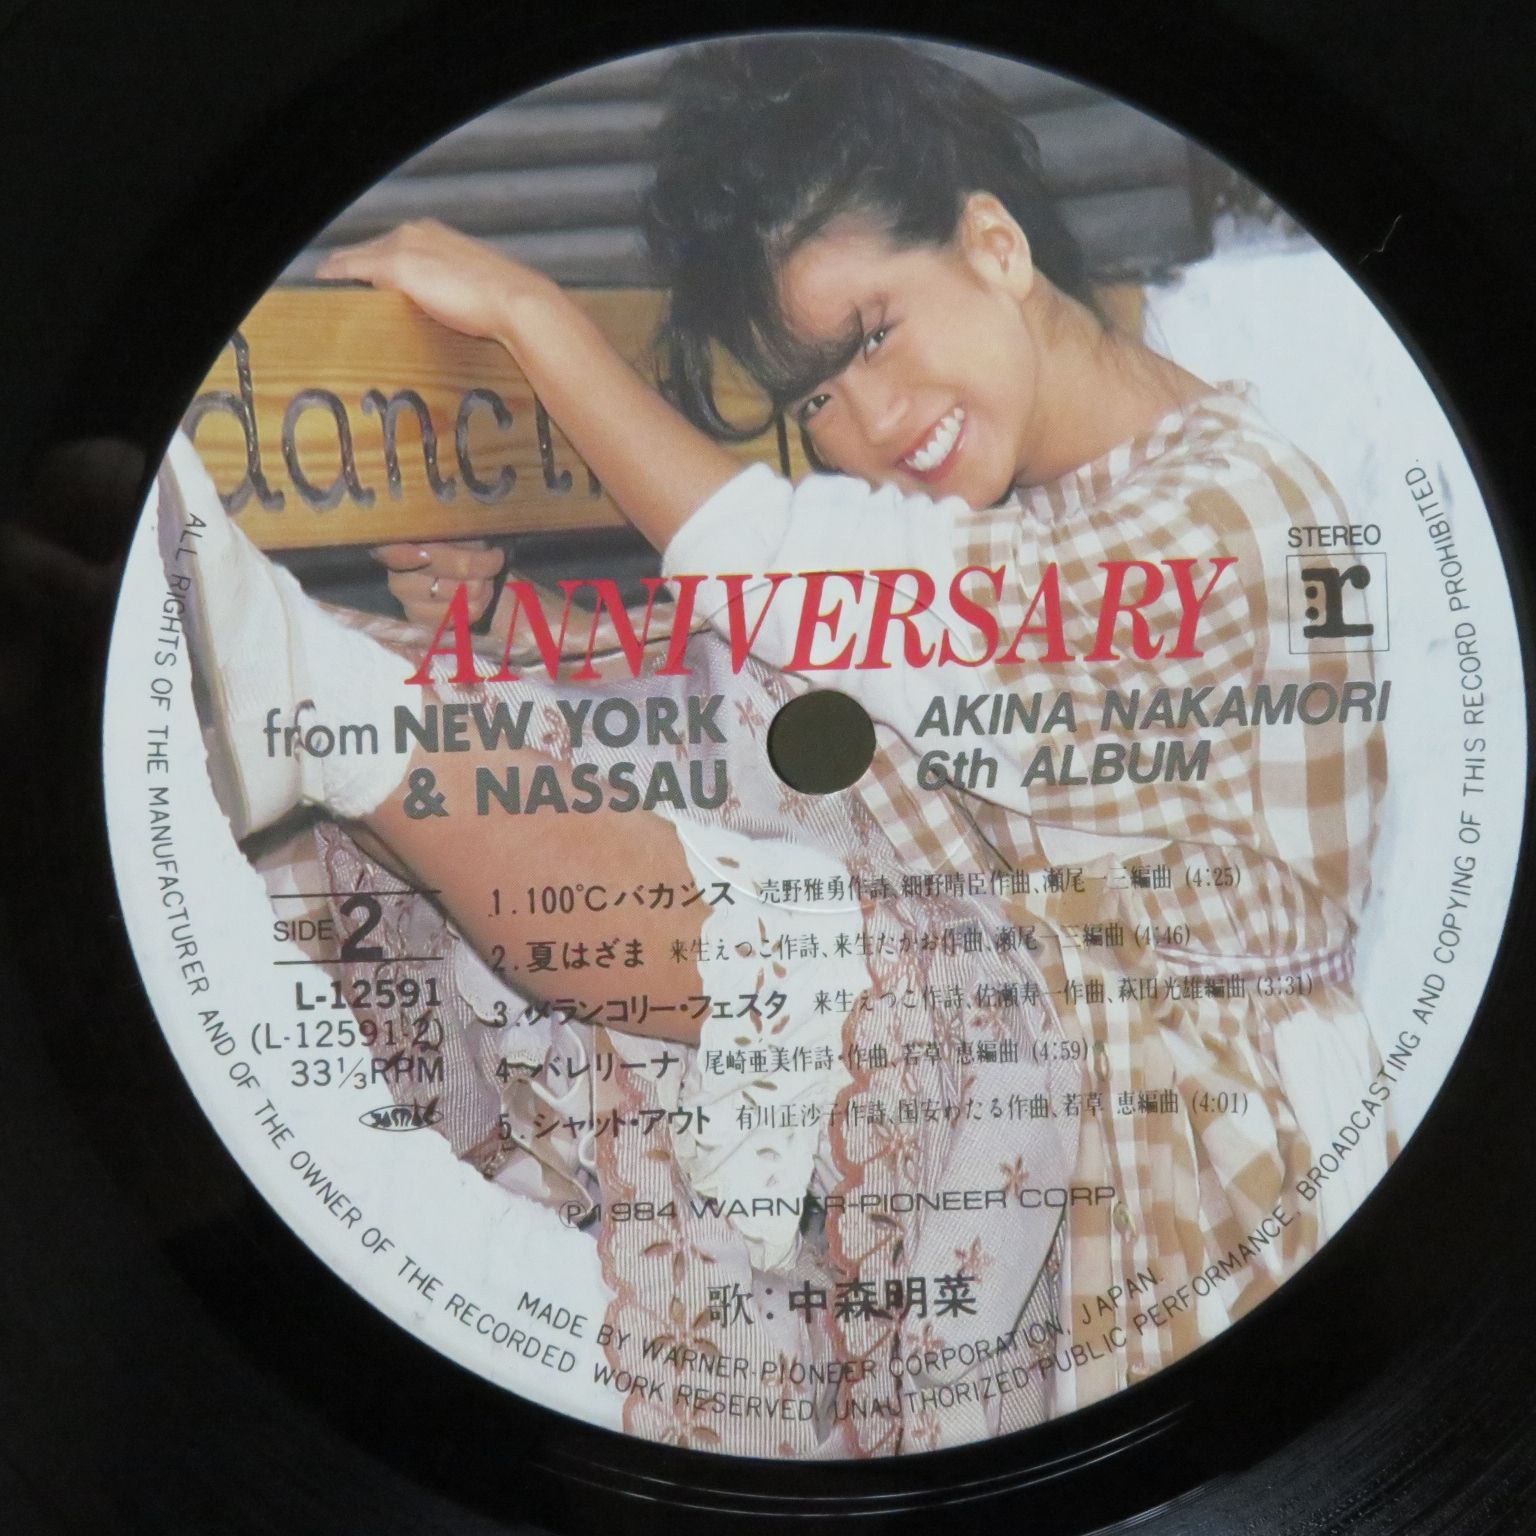 dancin
STEREO
r
ANNIVERSARY
from NEW YORK
& NASSAU
AKINA NAKAMORI
6th ALBUM
SIDE 2
L-12591
(L-12591-2)
33⅓RPM
1.100℃バカンス 売野雅勇作詩、細野晴臣作曲、瀬尾一三編曲 (4:25)
2.夏はざま 来生えつこ作詩、来生たかお作曲、瀬尾一三編曲 (4:46)
3.メランコリー・フェスタ 来生えつこ作詩、佐瀬寿一作曲、萩田光雄編曲 (3:31)
4.バレリーナ 尾崎亜美作詩・作曲、若草 恵編曲 (4:59)
5.シャット・アウト 有川正沙子作詩、国安わたる作曲、若草 恵編曲 (4:01)
Ⓟ1984 WARNER-PIONEER CORP.
歌：中森明菜
MADE BY WARNER-PIONEER CORPORATION, JAPAN.
ALL RIGHTS OF THE MANUFACTURER AND OF THE OWNER OF THE RECORDED WORK RESERVED. UNAUTHORIZED PUBLIC PERFORMANCE, BROADCASTING AND COPYING OF THIS RECORD PROHIBITED.